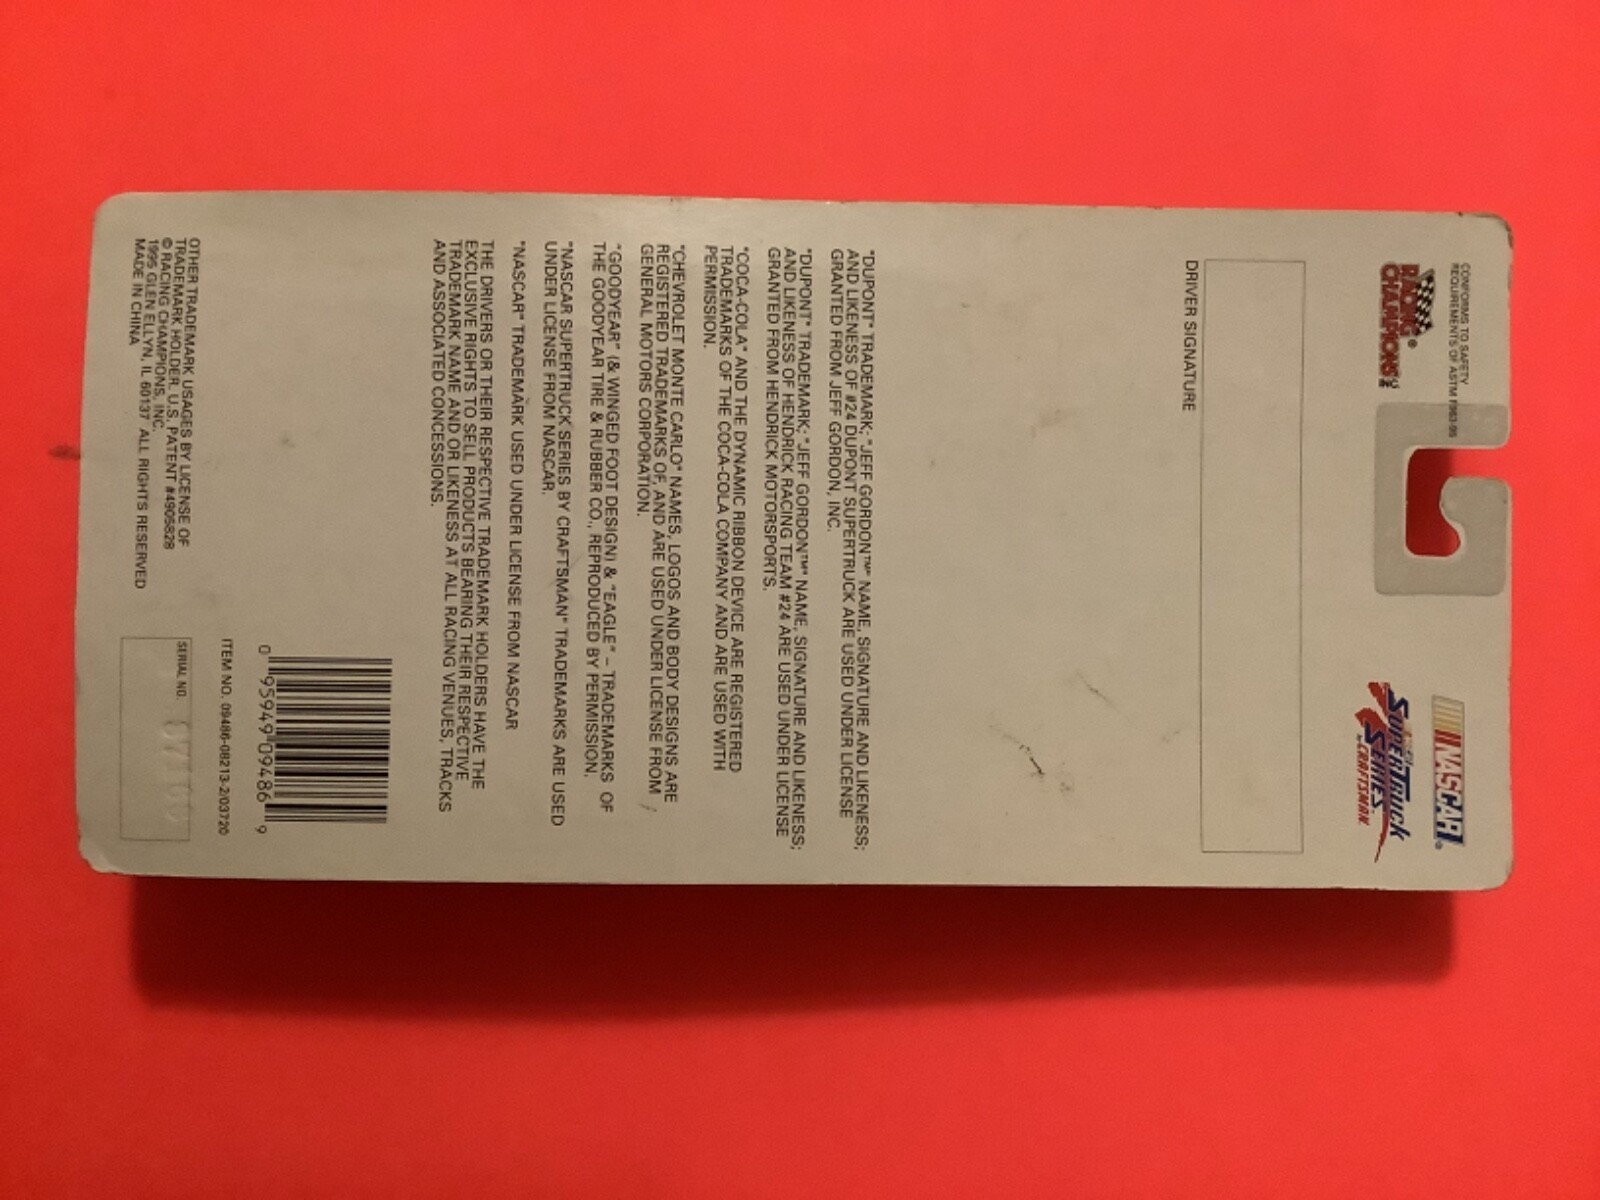 CONFORMS TO SAFETY
REQUIREMENTS OF ASTM F963-95
RACING
CHAMPIONS®
NASCAR®
SUPERTRUCK
SERIES
by CRAFTSMAN
DRIVER SIGNATURE
"DUPONT" TRADEMARK; "JEFF GORDON™" NAME, SIGNATURE AND LIKENESS;
AND LIKENESS OF #24 DUPONT SUPERTRUCK ARE USED UNDER LICENSE
GRANTED FROM JEFF GORDON, INC.
"DUPONT" TRADEMARK; "JEFF GORDON™" NAME, SIGNATURE AND LIKENESS;
AND LIKENESS OF HENDRICK RACING TEAM #24 ARE USED UNDER LICENSE
GRANTED FROM HENDRICK MOTORSPORTS.
"COCA-COLA" AND THE DYNAMIC RIBBON DEVICE ARE REGISTERED
TRADEMARKS OF THE COCA-COLA COMPANY AND ARE USED WITH
PERMISSION.
"CHEVROLET MONTE CARLO" NAMES, LOGOS AND BODY DESIGNS ARE
REGISTERED TRADEMARKS OF, AND ARE USED UNDER LICENSE FROM
GENERAL MOTORS CORPORATION.
"GOODYEAR" (& WINGED FOOT DESIGN) & "EAGLE" – TRADEMARKS OF
THE GOODYEAR TIRE & RUBBER CO., REPRODUCED BY PERMISSION.
"NASCAR SUPERTRUCK SERIES BY CRAFTSMAN" TRADEMARKS ARE USED
UNDER LICENSE FROM NASCAR.
"NASCAR" TRADEMARK USED UNDER LICENSE FROM NASCAR
THE DRIVERS OR THEIR RESPECTIVE TRADEMARK HOLDERS HAVE THE
EXCLUSIVE RIGHTS TO SELL PRODUCTS BEARING THEIR RESPECTIVE
TRADEMARK NAME AND OR LIKENESS AT ALL RACING VENUES, TRACKS
AND ASSOCIATED CONCESSIONS.
0 95949 09486 9
ITEM NO. 09486-08213-2/03720
OTHER TRADEMARK USAGES BY LICENSE OF
TRADEMARK HOLDER. U.S. PATENT #4905828
© RACING CHAMPIONS, INC.
1995 GLEN ELLYN, IL 60137 ALL RIGHTS RESERVED
MADE IN CHINA
SERIAL NO.